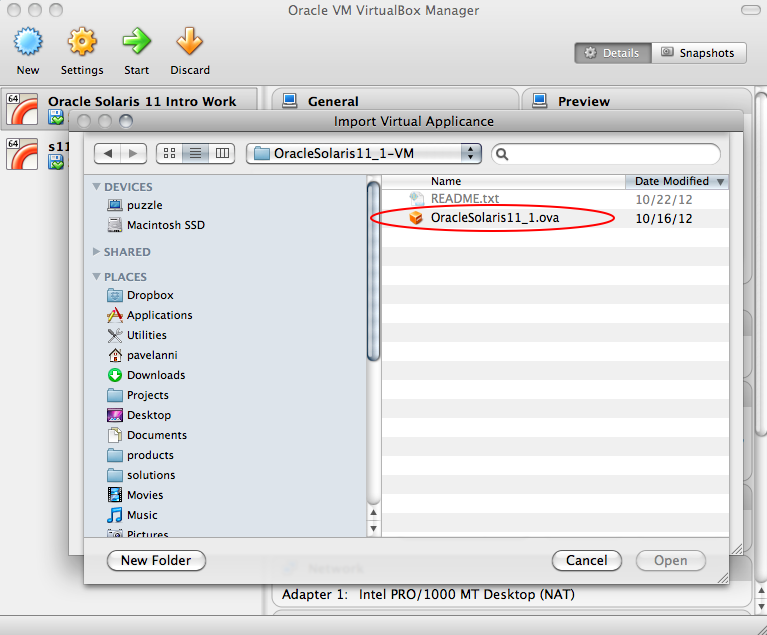 Oracle VM VirtualBox Manager
New
Settings
Start
Discard
Details
Snapshots
64
Oracle Solaris 11 Intro Work
General
Preview
64
s11
Import Virtual Applicance
OracleSolaris11_1-VM
Name
Date Modified
DEVICES
puzzle
Macintosh SSD
SHARED
PLACES
Dropbox
Applications
Utilities
pavelanni
Downloads
Projects
Desktop
Documents
products
solutions
Movies
Music
Pictures
README.txt 10/22/12
OracleSolaris11_1.ova 10/16/12
New Folder
Cancel
Open
Network
Adapter 1: Intel PRO/1000 MT Desktop (NAT)